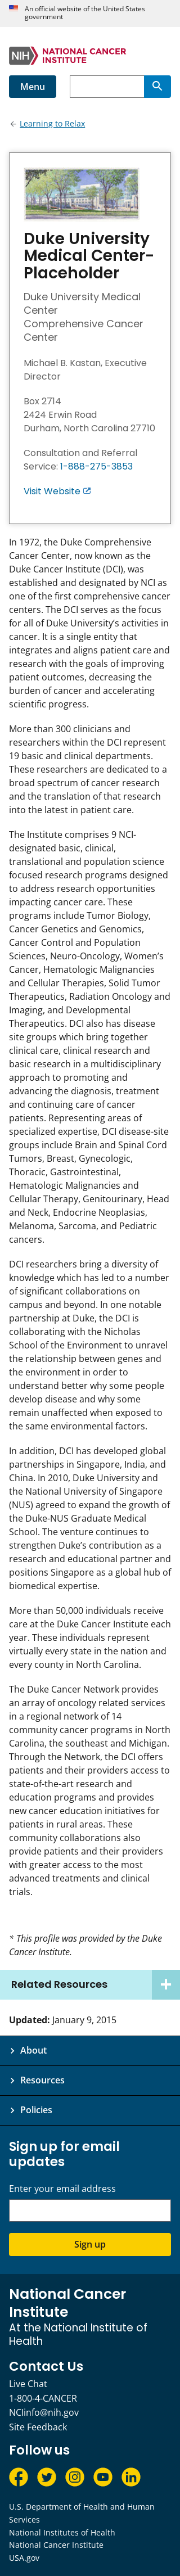 An official website of the United States
government
NIH NATIONAL CANCER
INSTITUTE
Menu
Learning to Relax
Duke University
Medical Center-
Placeholder
Duke University Medical
Center
Comprehensive Cancer
Center
Michael B. Kastan, Executive
Director
Box 2714
2424 Erwin Road
Durham, North Carolina 27710
Consultation and Referral
Service: 1-888-275-3853
Visit Website
In 1972, the Duke Comprehensive
Cancer Center, now known as the
Duke Cancer Institute (DCI), was
established and designated by NCI as
one of the first comprehensive cancer
centers. The DCI serves as the focus
for all of Duke University’s activities in
cancer. It is a single entity that
integrates and aligns patient care and
research with the goals of improving
patient outcomes, decreasing the
burden of cancer and accelerating
scientific progress.
More than 300 clinicians and
researchers within the DCI represent
19 basic and clinical departments.
These researchers are dedicated to a
broad spectrum of cancer research
and the translation of that research
into the latest in patient care.
The Institute comprises 9 NCI-
designated basic, clinical,
translational and population science
focused research programs designed
to address research opportunities
impacting cancer care. These
programs include Tumor Biology,
Cancer Genetics and Genomics,
Cancer Control and Population
Sciences, Neuro-Oncology, Women’s
Cancer, Hematologic Malignancies
and Cellular Therapies, Solid Tumor
Therapeutics, Radiation Oncology and
Imaging, and Developmental
Therapeutics. DCI also has disease
site groups which bring together
clinical care, clinical research and
basic research in a multidisciplinary
approach to promoting and
advancing the diagnosis, treatment
and continuing care of cancer
patients. Representing areas of
specialized expertise, DCI disease-site
groups include Brain and Spinal Cord
Tumors, Breast, Gynecologic,
Thoracic, Gastrointestinal,
Hematologic Malignancies and
Cellular Therapy, Genitourinary, Head
and Neck, Endocrine Neoplasias,
Melanoma, Sarcoma, and Pediatric
cancers.
DCI researchers bring a diversity of
knowledge which has led to a number
of significant collaborations on
campus and beyond. In one notable
partnership at Duke, the DCI is
collaborating with the Nicholas
School of the Environment to unravel
the relationship between genes and
the environment in order to
understand better why some people
develop disease and why some
remain unaffected when exposed to
the same environmental factors.
In addition, DCI has developed global
partnerships in Singapore, India, and
China. In 2010, Duke University and
the National University of Singapore
(NUS) agreed to expand the growth of
the Duke-NUS Graduate Medical
School. The venture continues to
strengthen Duke’s contribution as a
research and educational partner and
positions Singapore as a global hub of
biomedical expertise.
More than 50,000 individuals receive
care at the Duke Cancer Institute each
year. These individuals represent
virtually every state in the nation and
every county in North Carolina.
The Duke Cancer Network provides
an array of oncology related services
in a regional network of 14
community cancer programs in North
Carolina, the southeast and Michigan.
Through the Network, the DCI offers
patients and their providers access to
state-of-the-art research and
education programs and provides
new cancer education initiatives for
patients in rural areas. These
community collaborations also
provide patients and their providers
with the most advanced clinical
trials.
* This profile was provided by the Duke
Cancer Institute.
Related Resources
Updated: January 9, 2015
About
Resources
Policies
Sign up for email
updates
Enter your email address
Sign up
National Cancer
Institute
At the National Institute of
Health
Contact Us
Live Chat
1-800-4-CANCER
NCIinfo@nih.gov
Site Feedback
Follow us
U.S. Department of Health and Human
Services
National Institutes of Health
National Cancer Institute
USA.gov